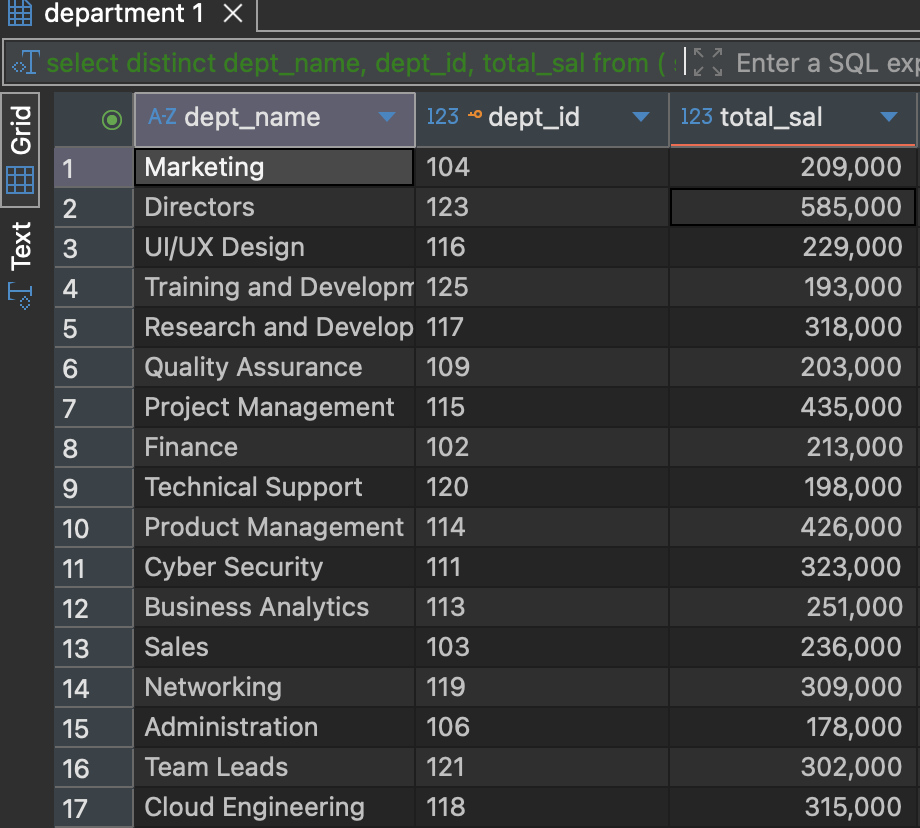 department 1
select distinct dept_name, dept_id, total_sal from ( Enter a SQL exp
Grid
Text
A-Z dept_name 123 dept_id 123 total_sal
1 Marketing 104 209,000
2 Directors 123 585,000
3 UI/UX Design 116 229,000
4 Training and Developm 125 193,000
5 Research and Develop 117 318,000
6 Quality Assurance 109 203,000
7 Project Management 115 435,000
8 Finance 102 213,000
9 Technical Support 120 198,000
10 Product Management 114 426,000
11 Cyber Security 111 323,000
12 Business Analytics 113 251,000
13 Sales 103 236,000
14 Networking 119 309,000
15 Administration 106 178,000
16 Team Leads 121 302,000
17 Cloud Engineering 118 315,000